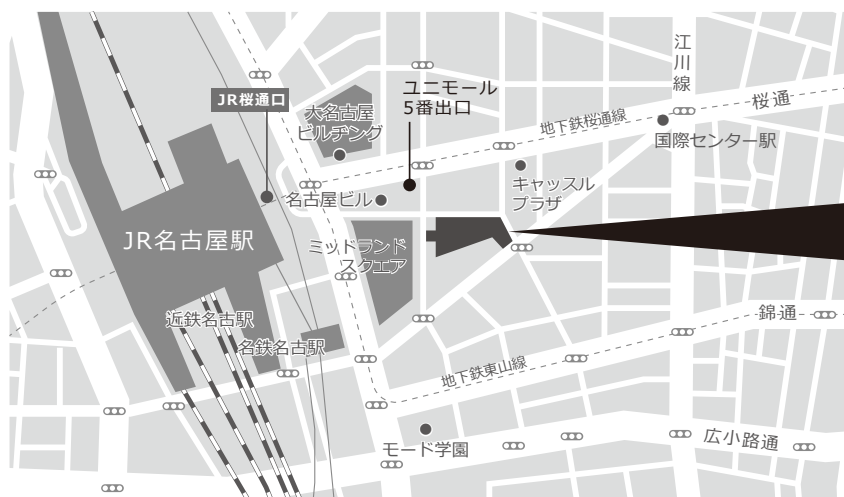 江川線
ユニモール
5番出口
JR桜通口
桜通
大名古屋
ビルヂング
地下鉄桜通線
国際センター駅
キャッスル
プラザ
名古屋ビル
JR名古屋駅
ミッドランド
スクエア
近鉄名古駅
錦通
名鉄名古駅
地下鉄東山線
モード学園
広小路通